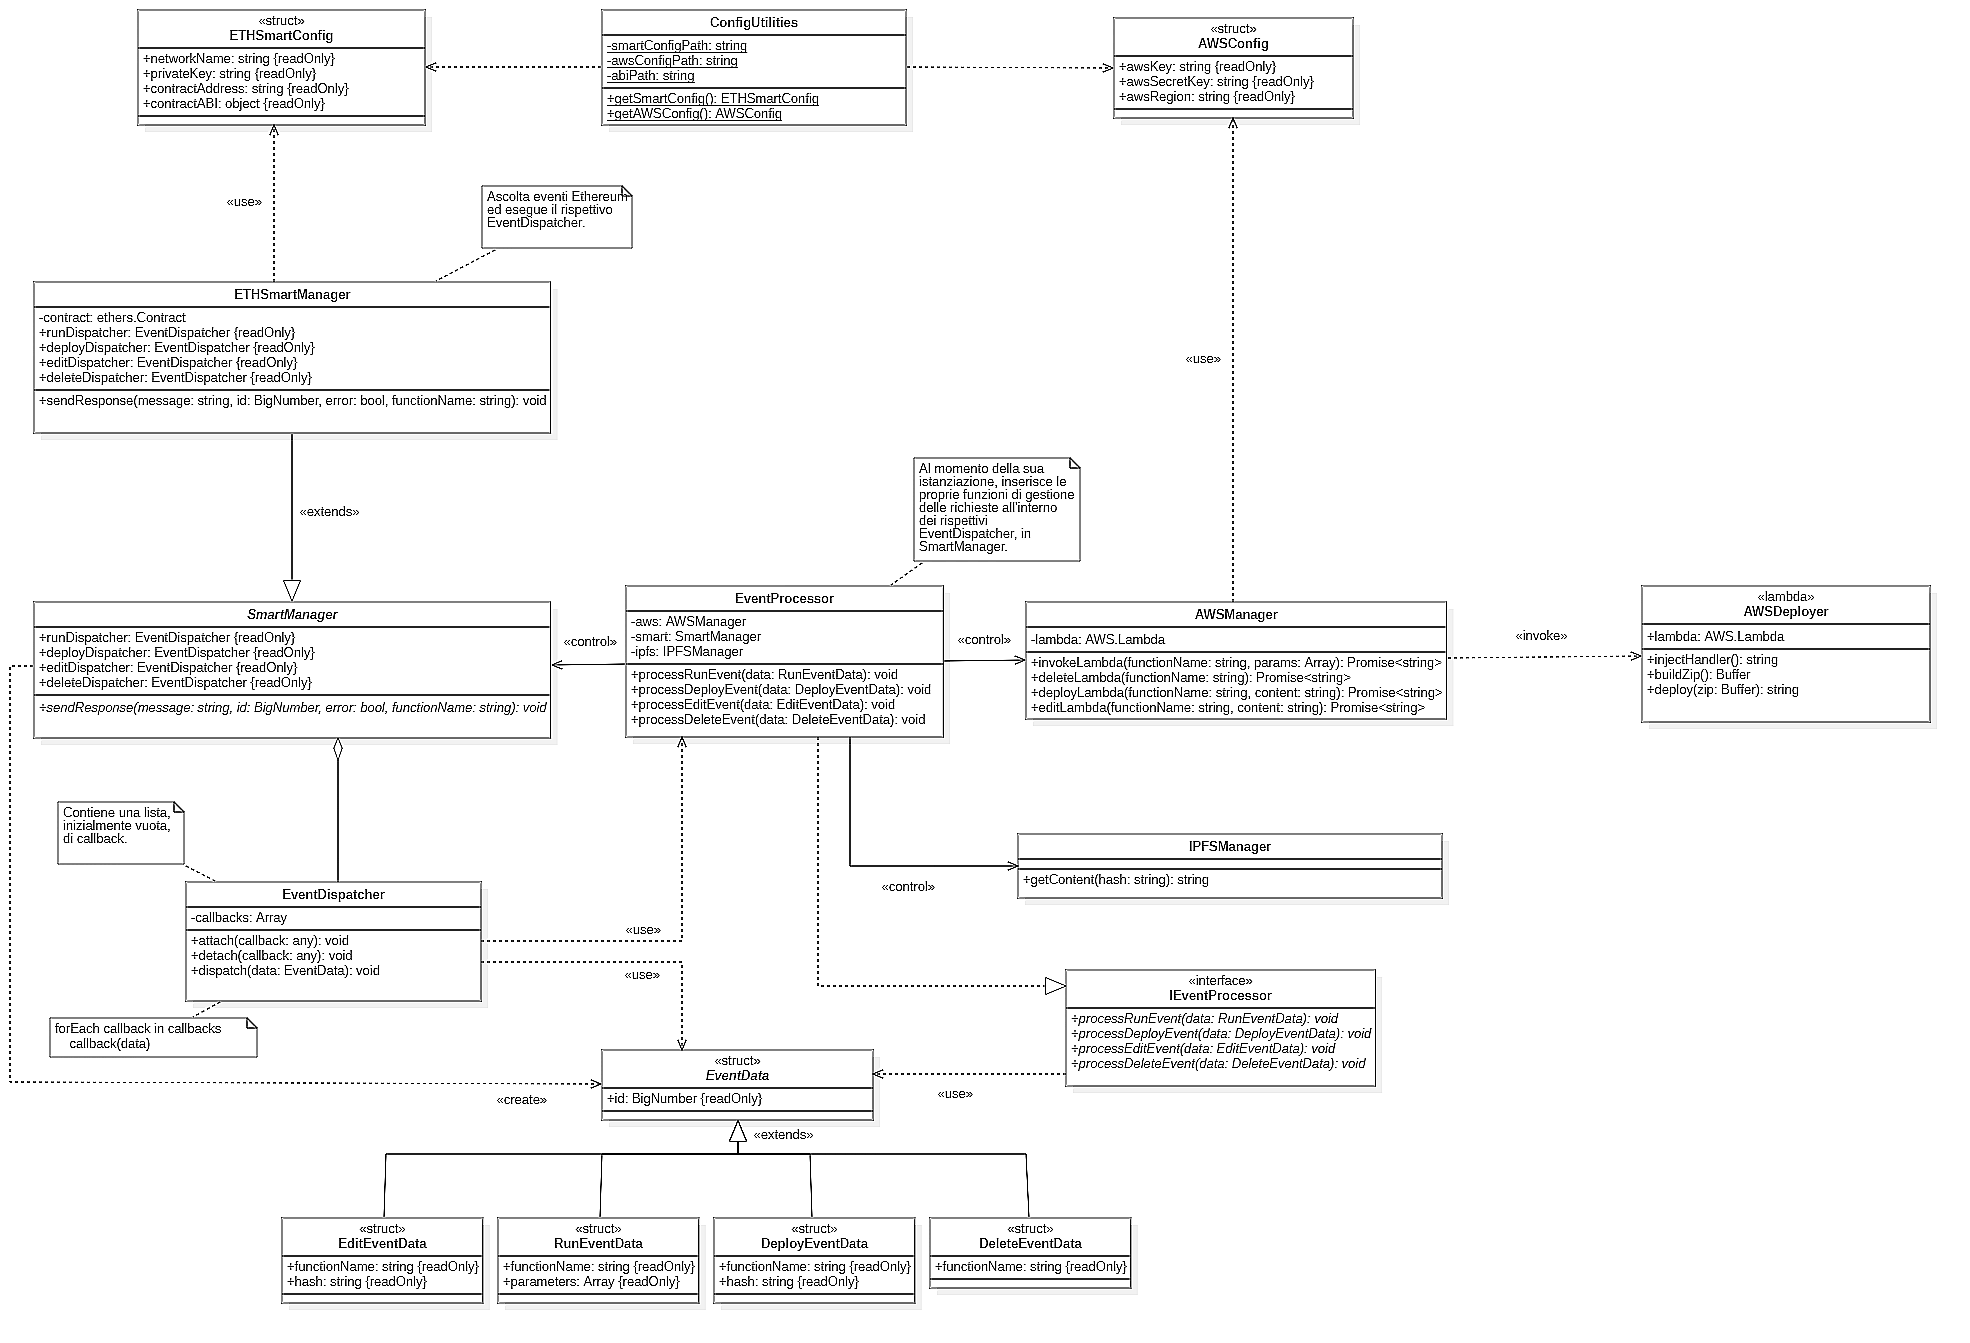 «struct»
ETHSmartConfig
+networkName: string {readOnly}
+privateKey: string {readOnly}
+contractAddress: string {readOnly}
+contractABI: object {readOnly}
ConfigUtilities
-smartConfigPath: string
-awsConfigPath: string
-abiPath: string
+getSmartConfig(): ETHSmartConfig
+getAWSConfig(): AWSConfig
«struct»
AWSConfig
+awsKey: string {readOnly}
+awsSecretKey: string {readOnly}
+awsRegion: string {readOnly}
«use»
Ascolta eventi Ethereum
ed esegue il rispettivo
EventDispatcher.
ETHSmartManager
-contract: ethers.Contract
+runDispatcher: EventDispatcher {readOnly}
+deployDispatcher: EventDispatcher {readOnly}
+editDispatcher: EventDispatcher {readOnly}
+deleteDispatcher: EventDispatcher {readOnly}
+sendResponse(message: string, id: BigNumber, error: bool, functionName: string): void
«use»
«extends»
Al momento della sua
istanziazione, inserisce le
proprie funzioni di gestione
delle richieste all'interno
dei rispettivi
EventDispatcher, in
SmartManager.
SmartManager
+runDispatcher: EventDispatcher {readOnly}
+deployDispatcher: EventDispatcher {readOnly}
+editDispatcher: EventDispatcher {readOnly}
+deleteDispatcher: EventDispatcher {readOnly}
+sendResponse(message: string, id: BigNumber, error: bool, functionName: string): void
«control»
EventProcessor
-aws: AWSManager
-smart: SmartManager
-ipfs: IPFSManager
+processRunEvent(data: RunEventData): void
+processDeployEvent(data: DeployEventData): void
+processEditEvent(data: EditEventData): void
+processDeleteEvent(data: DeleteEventData): void
«control»
AWSManager
-lambda: AWS.Lambda
+invokeLambda(functionName: string, params: Array): Promise<string>
+deleteLambda(functionName: string): Promise<string>
+deployLambda(functionName: string, content: string): Promise<string>
+editLambda(functionName: string, content: string): Promise<string>
«invoke»
«lambda»
AWSDeployer
+lambda: AWS.Lambda
+injectHandler(): string
+buildZip(): Buffer
+deploy(zip: Buffer): string
Contiene una lista,
inizialmente vuota,
di callback.
IPFSManager
+getContent(hash: string): string
«control»
EventDispatcher
-callbacks: Array
+attach(callback: any): void
+detach(callback: any): void
+dispatch(data: EventData): void
«use»
«use»
forEach callback in callbacks
callback(data)
«interface»
IEventProcessor
+processRunEvent(data: RunEventData): void
+processDeployEvent(data: DeployEventData): void
+processEditEvent(data: EditEventData): void
+processDeleteEvent(data: DeleteEventData): void
«struct»
EventData
+id: BigNumber {readOnly}
«create»
«use»
«extends»
«struct»
EditEventData
+functionName: string {readOnly}
+hash: string {readOnly}
«struct»
RunEventData
+functionName: string {readOnly}
+parameters: Array {readOnly}
«struct»
DeployEventData
+functionName: string {readOnly}
+hash: string {readOnly}
«struct»
DeleteEventData
+functionName: string {readOnly}